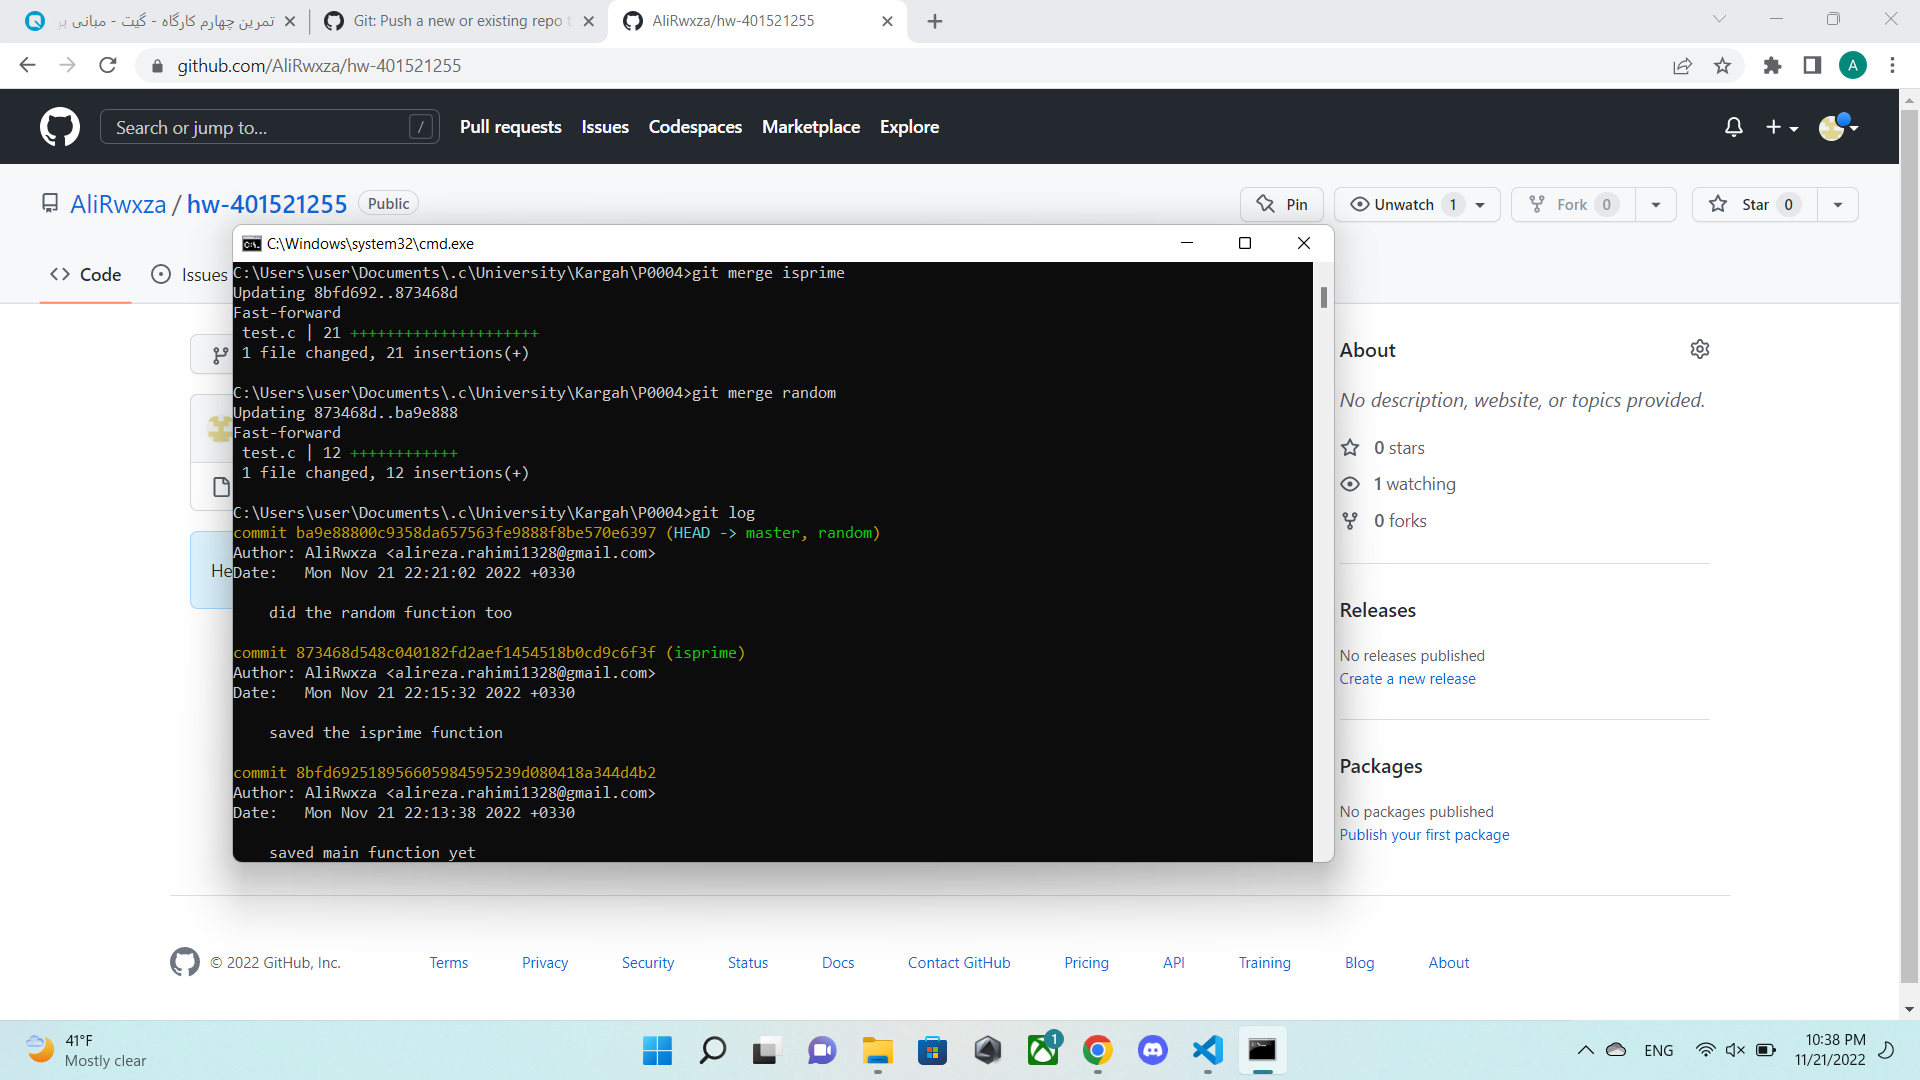 تمرین چهارم کارگاه - گیت - مبانی بر
Git: Push a new or existing repo t
AliRwxza/hw-401521255
github.com/AliRwxza/hw-401521255
A
Search or jump to...
/
Pull requests
Issues
Codespaces
Marketplace
Explore
AliRwxza / hw-401521255
Public
Pin
Unwatch 1
Fork 0
Star 0
Code
Issues
C:\Windows\system32\cmd.exe
C:\Users\user\Documents\.c\University\Kargah\P0004>git merge isprime
Updating 8bfd692..873468d
Fast-forward
test.c | 21 +++++++++++++++++++++
1 file changed, 21 insertions(+)
C:\Users\user\Documents\.c\University\Kargah\P0004>git merge random
Updating 873468d..ba9e888
Fast-forward
test.c | 12 ++++++++++++
1 file changed, 12 insertions(+)
C:\Users\user\Documents\.c\University\Kargah\P0004>git log
commit ba9e88800c9358da657563fe9888f8be570e6397 (HEAD -> master, random)
Author: AliRwxza <alireza.rahimi1328@gmail.com>
Date:   Mon Nov 21 22:21:02 2022 +0330
did the random function too
commit 873468d548c040182fd2aef1454518b0cd9c6f3f (isprime)
Author: AliRwxza <alireza.rahimi1328@gmail.com>
Date:   Mon Nov 21 22:15:32 2022 +0330
saved the isprime function
commit 8bfd692518956605984595239d080418a344d4b2
Author: AliRwxza <alireza.rahimi1328@gmail.com>
Date:   Mon Nov 21 22:13:38 2022 +0330
saved main function yet
He
About
No description, website, or topics provided.
0 stars
1 watching
0 forks
Releases
No releases published
Create a new release
Packages
No packages published
Publish your first package
© 2022 GitHub, Inc.
Terms
Privacy
Security
Status
Docs
Contact GitHub
Pricing
API
Training
Blog
About
41°F
Mostly clear
1
ENG
10:38 PM
11/21/2022